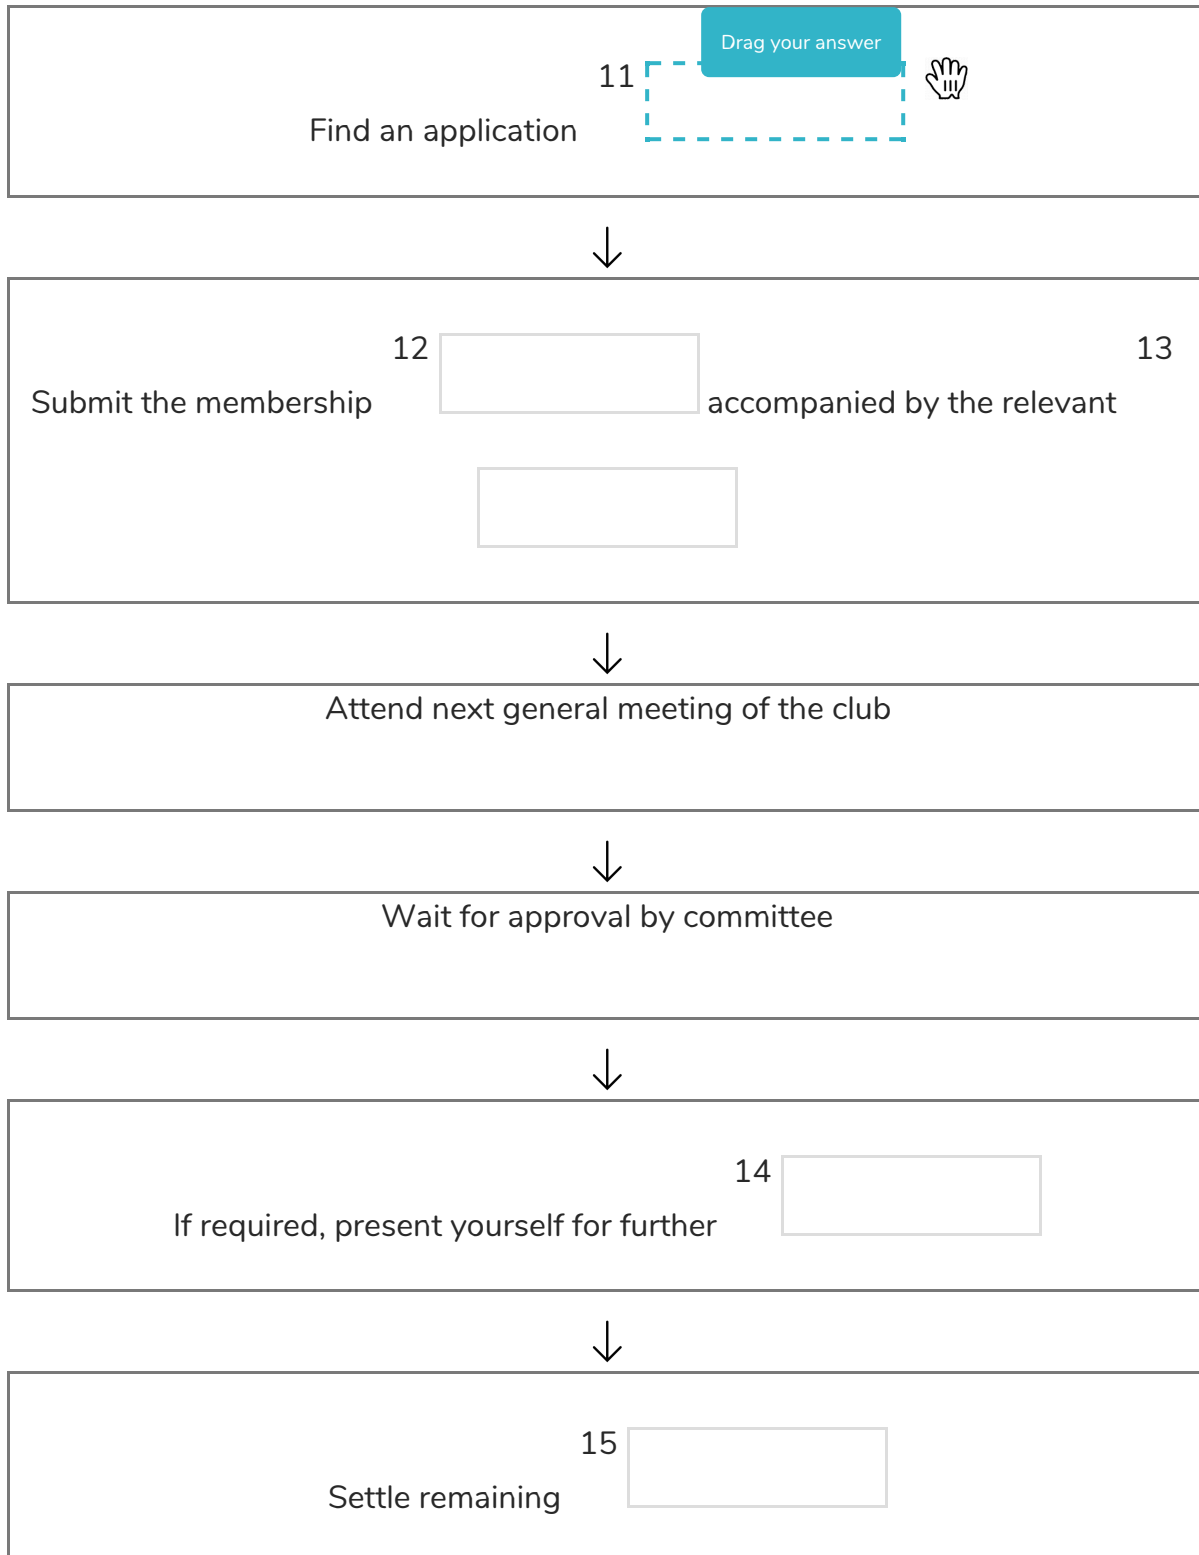 Drag your answer
11
Find an application
12
13
Submit the membership accompanied by the relevant
Attend next general meeting of the club
Wait for approval by committee
14
If required, present yourself for further
15
Settle remaining